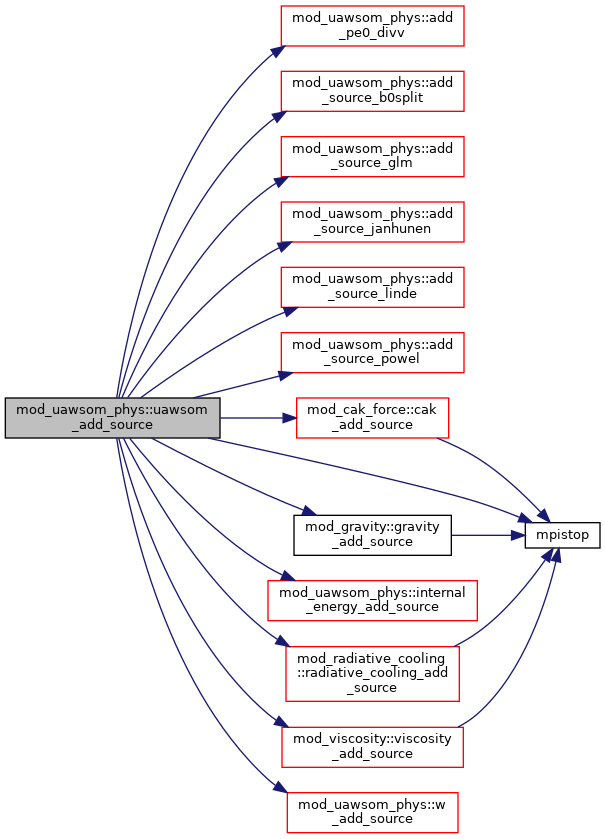 mod_uawsom_phys::add
_pe0_divv
mod_uawsom_phys::add
_source_b0split
mod_uawsom_phys::add
_source_glm
mod_uawsom_phys::add
_source_janhunen
mod_uawsom_phys::add
_source_linde
mod_uawsom_phys::add
_source_powel
mod_uawsom_phys::uawsom
_add_source
mod_cak_force::cak
_add_source
mod_gravity::gravity
_add_source
mpistop
mod_uawsom_phys::internal
_energy_add_source
mod_radiative_cooling
::radiative_cooling_add
_source
mod_viscosity::viscosity
_add_source
mod_uawsom_phys::w
_add_source